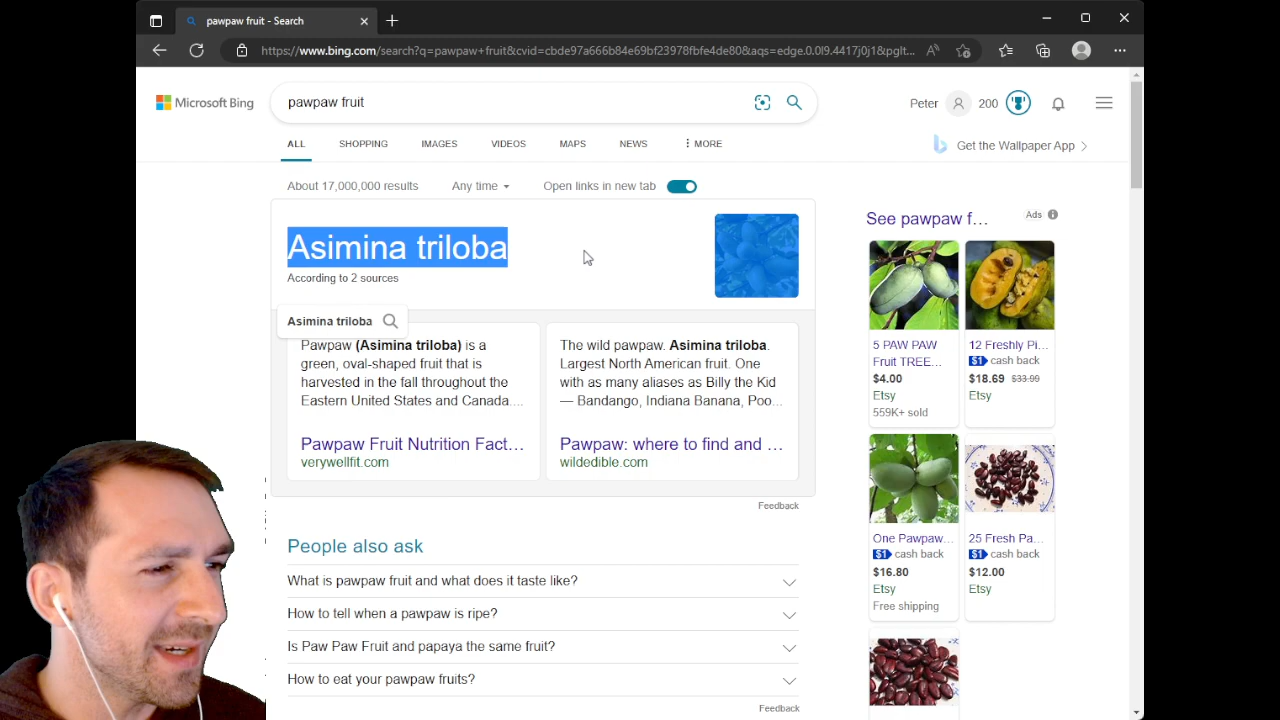 pawpaw fruit - Search
https://www.bing.com/search?q=pawpaw+fruit&cvid=cbde97a666b84e69bf23978fbfe4de80&aqs=edge.0.0l9.4417j0j1&pglt...
Microsoft Bing
pawpaw fruit
Peter
200
ALL
SHOPPING
IMAGES
VIDEOS
MAPS
NEWS
MORE
Get the Wallpaper App
About 17,000,000 results
Any time
Open links in new tab
Asimina triloba
According to 2 sources
Asimina triloba
Pawpaw (Asimina triloba) is a
green, oval-shaped fruit that is
harvested in the fall throughout the
Eastern United States and Canada....
Pawpaw Fruit Nutrition Fact...
verywellfit.com
The wild pawpaw. Asimina triloba.
Largest North American fruit. One
with as many aliases as Billy the Kid
— Bandango, Indiana Banana, Poo...
Pawpaw: where to find and ...
wildedible.com
Feedback
People also ask
What is pawpaw fruit and what does it taste like?
How to tell when a pawpaw is ripe?
Is Paw Paw Fruit and papaya the same fruit?
How to eat your pawpaw fruits?
Feedback
See pawpaw f...
Ads
5 PAW PAW
Fruit TREE...
$4.00
Etsy
559K+ sold
12 Freshly Pi...
$1 cash back
$18.69 $33.99
Etsy
One Pawpaw...
$1 cash back
$16.80
Etsy
Free shipping
25 Fresh Pa...
$1 cash back
$12.00
Etsy